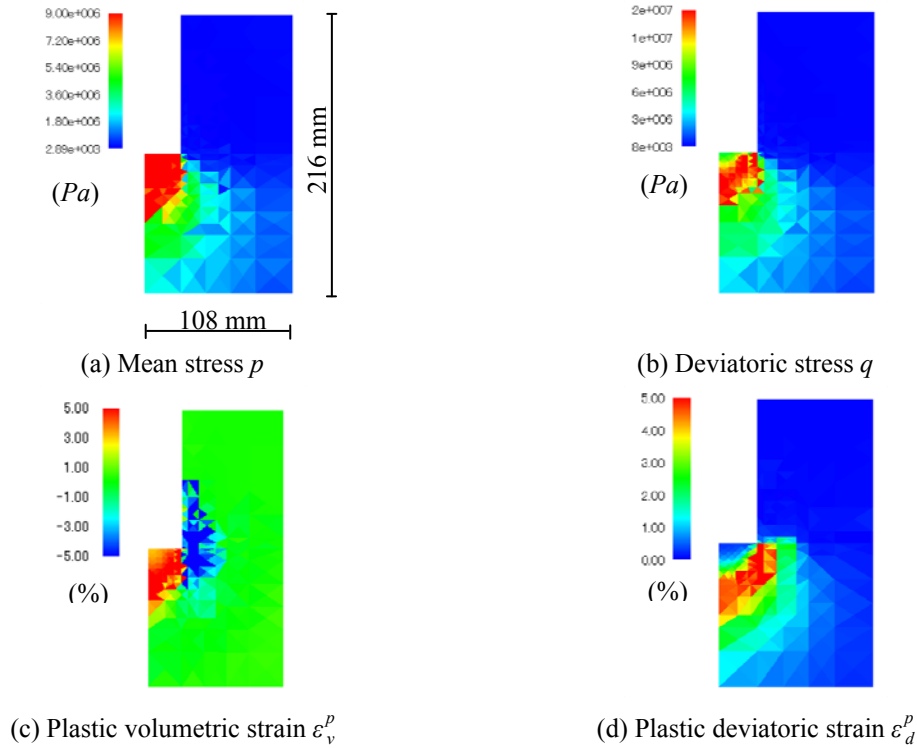 9.00e+006
7.20e+006
5.40e+006
3.60e+006
1.80e+006
2.89e+003
(Pa)
216 mm
108 mm
(a) Mean stress p
2e+007
1e+007
9e+006
6e+006
3e+006
8e+003
(Pa)
(b) Deviatoric stress q
5.00
3.00
1.00
-1.00
-3.00
-5.00
(%)
(c) Plastic volumetric strain ε_v^p
5.00
4.00
3.00
2.00
1.00
0.00
(%)
(d) Plastic deviatoric strain ε_d^p